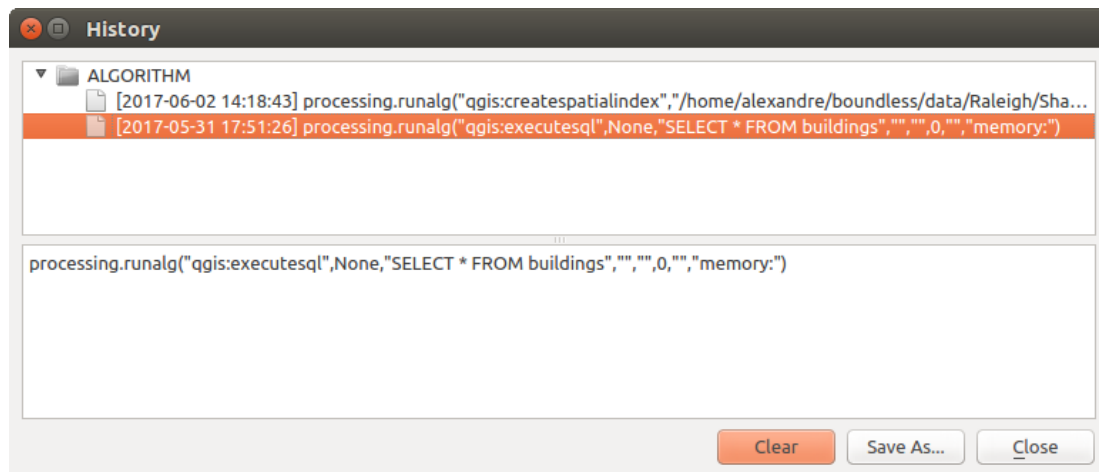 History
ALGORITHM
[2017-06-02 14:18:43] processing.runalg("qgis:createspatialindex","/home/alexandre/boundless/data/Raleigh/Sha...
[2017-05-31 17:51:26] processing.runalg("qgis:executesql",None,"SELECT * FROM buildings","","",0,"","memory:")
processing.runalg("qgis:executesql",None,"SELECT * FROM buildings","","",0,"","memory:")
Clear Save As... Close